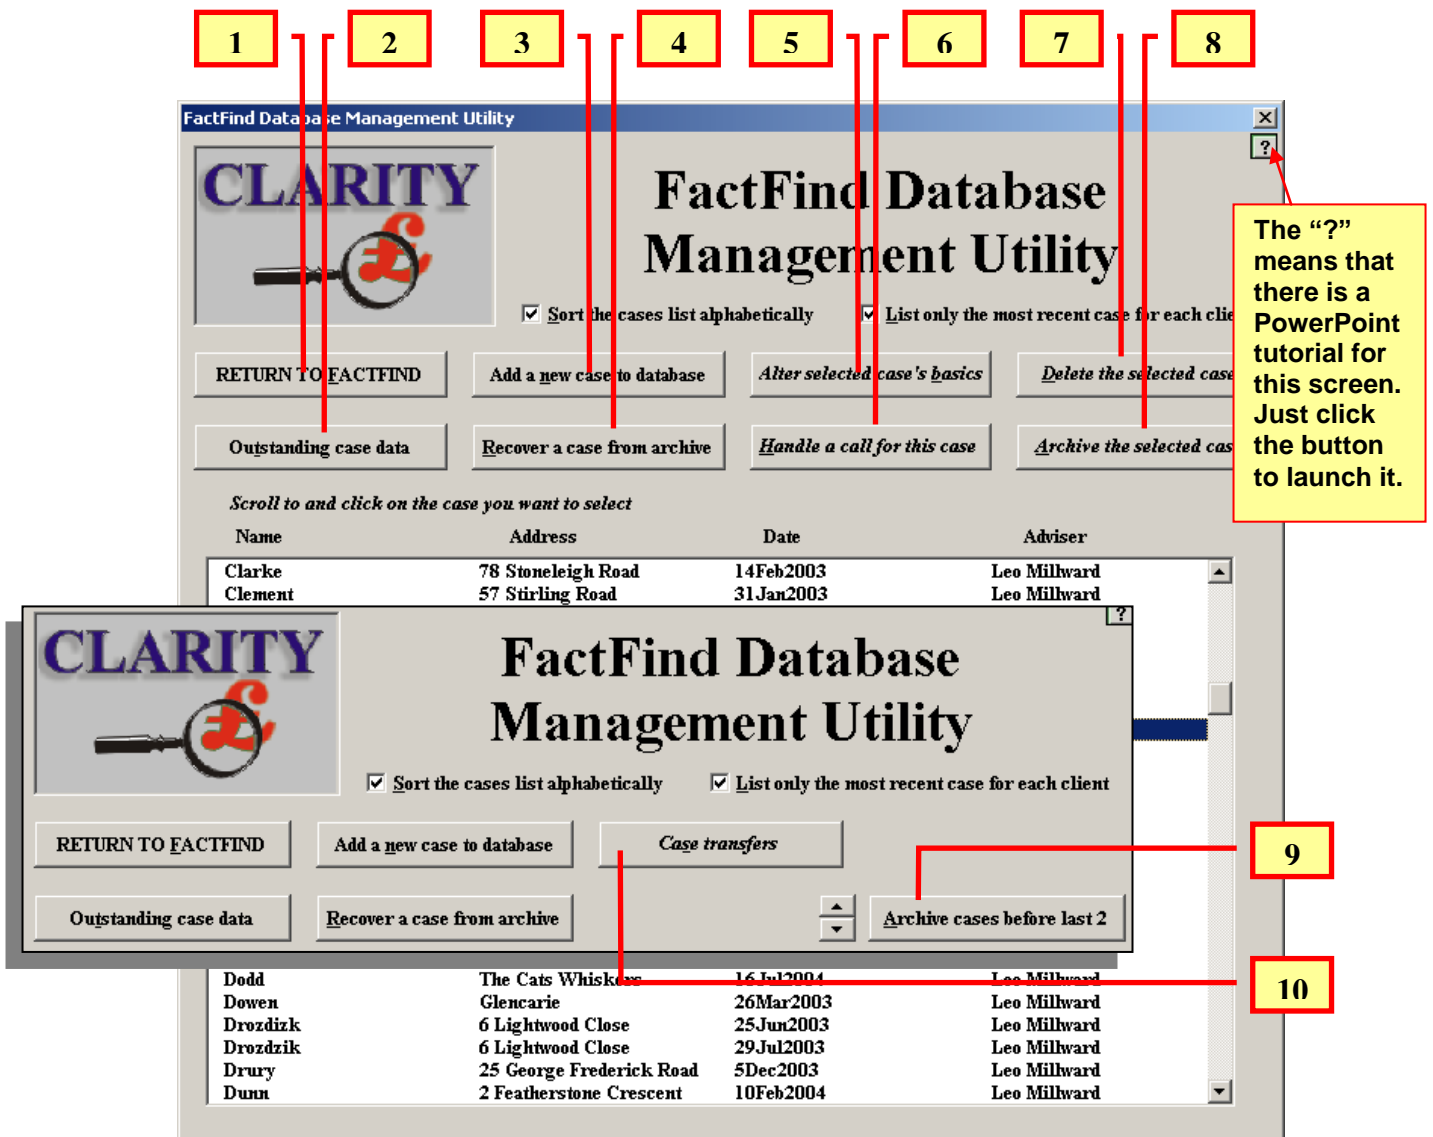 1 2 3 4 5 6 7 8
FactFind Database Management Utility
?
CLARITY
£
FactFind Database
Management Utility
Sort the cases list alphabetically
List only the most recent case for each clie
The “?”
means that
there is a
PowerPoint
tutorial for
this screen.
Just click
the button
to launch it.
RETURN TO FACTFIND
Add a new case to database
Alter selected case's basics
Delete the selected case
Outstanding case data
Recover a case from archive
Handle a call for this case
Archive the selected cas
Scroll to and click on the case you want to select
Name Address Date Adviser
Clarke 78 Stoneleigh Road 14Feb2003 Leo Millward
Clement 57 Stirling Road 31Jan2003 Leo Millward
?
CLARITY
£
FactFind Database
Management Utility
Sort the cases list alphabetically
List only the most recent case for each client
RETURN TO FACTFIND
Add a new case to database
Case transfers
9
Outstanding case data
Recover a case from archive
Archive cases before last 2
10
Dodd The Cats Whiskers 16Jul2004 Leo Millward
Dowen Glencarie 26Mar2003 Leo Millward
Drozdizk 6 Lightwood Close 25Jun2003 Leo Millward
Drozdzik 6 Lightwood Close 29Jul2003 Leo Millward
Drury 25 George Frederick Road 5Dec2003 Leo Millward
Dunn 2 Featherstone Crescent 10Feb2004 Leo Millward